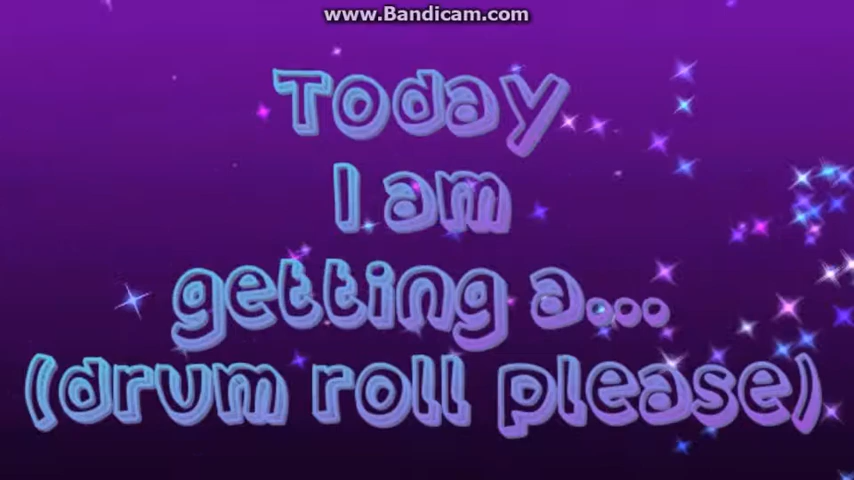 www.Bandicam.com
Today
I am
getting a...
(drum roll please)